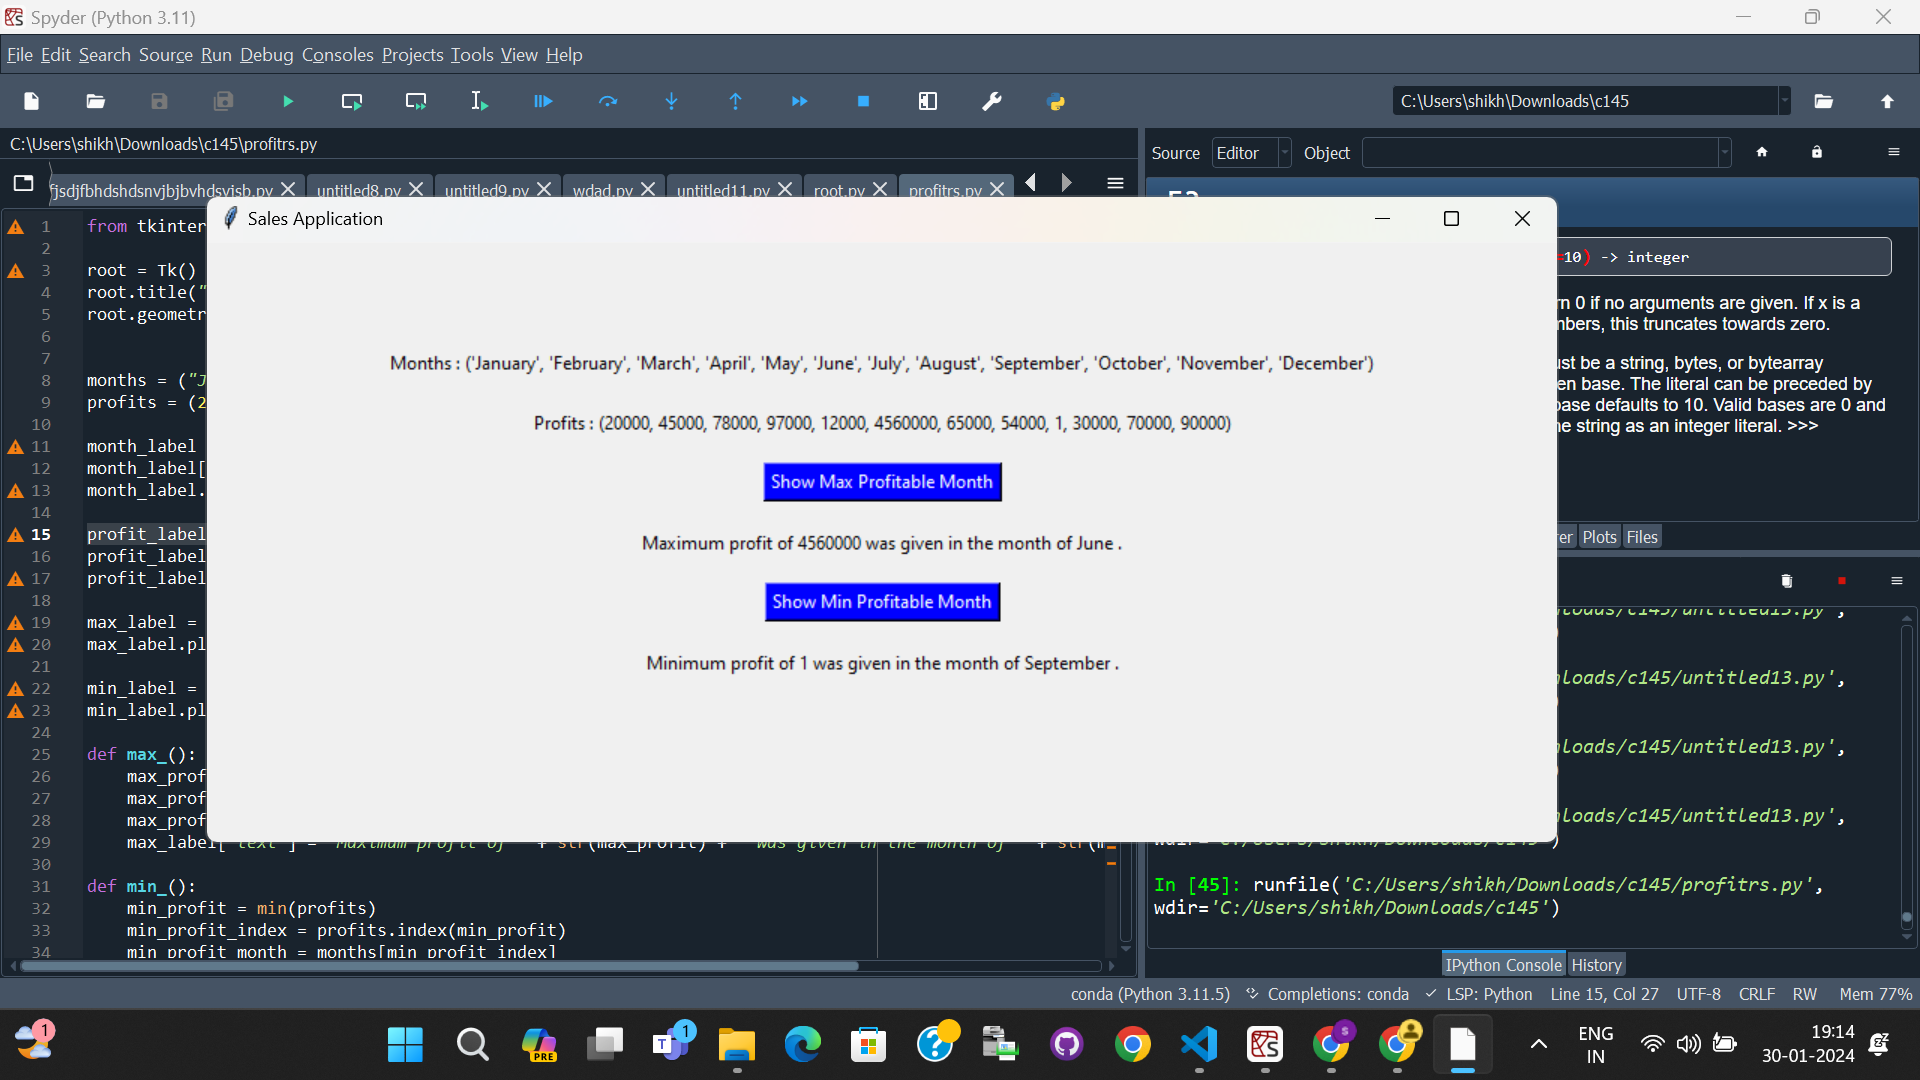 Spyder (Python 3.11)
File Edit Search Source Run Debug Consoles Projects Tools View Help
C:\Users\shikh\Downloads\c145
C:\Users\shikh\Downloads\c145\profitrs.py
Source Editor Object
untitled8.py untitled9.py wdad.py untitled11.py root.py profitrs.py
Sales Application
1 from tkinter
2
3 root = Tk()
4 root.title("
5 root.geometr
6
7
8 months = ("J
9 profits = (2
10
11 month_label
12 month_label[
13 month_label.
14
15 profit_label
16 profit_label
17 profit_label
18
19 max_label =
20 max_label.pl
21
22 min_label =
23 min_label.pl
24
25 def max_():
26 max_prof
27 max_prof
28 max_prof
29 max_label["text"] = "Maximum profit of " + str(max_profit) + " was given in the month of " + str(m
30
31 def min_():
32 min_profit = min(profits)
33 min_profit_index = profits.index(min_profit)
34 min_profit_month = months[min_profit_index]
Months : ('January', 'February', 'March', 'April', 'May', 'June', 'July', 'August', 'September', 'October', 'November', 'December')
Profits : (20000, 45000, 78000, 97000, 12000, 4560000, 65000, 54000, 1, 30000, 70000, 90000)
Show Max Profitable Month
Maximum profit of 4560000 was given in the month of June .
Show Min Profitable Month
Minimum profit of 1 was given in the month of September .
=10) -> integer
n 0 if no arguments are given. If x is a
nbers, this truncates towards zero.
ust be a string, bytes, or bytearray
en base. The literal can be preceded by
base defaults to 10. Valid bases are 0 and
e string as an integer literal. >>>
er Plots Files
loads/c145/untitled13.py',
loads/c145/untitled13.py',
loads/c145/untitled13.py',
loads/c145/untitled13.py',
wdir='C:/Users/shikh/Downloads/c145')
In [45]: runfile('C:/Users/shikh/Downloads/c145/profitrs.py',
wdir='C:/Users/shikh/Downloads/c145')
IPython Console History
conda (Python 3.11.5) Completions: conda LSP: Python Line 15, Col 27 UTF-8 CRLF RW Mem 77%
1
PRE
1
S
ENG
IN
19:14
30-01-2024